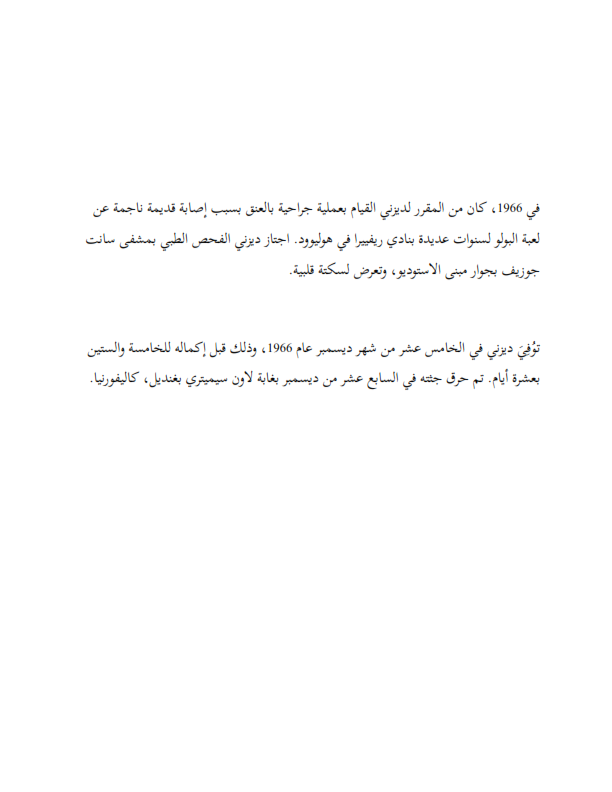 في 1966، كان من المقرر لديزني القيام بعملية جراحية بالعنق بسبب إصابة قديمة ناجمة عن
لعبة البولو لسنوات عديدة بنادي ريفييرا في هوليوود. اجتاز ديزني الفحص الطبي بمشفى سانت
جوزيف بجوار مبنى الاستوديو، وتعرض لسكتة قلبية.
توُفِيَ ديزني في الخامس عشر من شهر ديسمبر عام 1966، وذلك قبل إكماله للخامسة والستين
بعشرة أيام. تم حرق جثته في السابع عشر من ديسمبر بغابة لاون سيميتري بغنديل، كاليفورنيا.